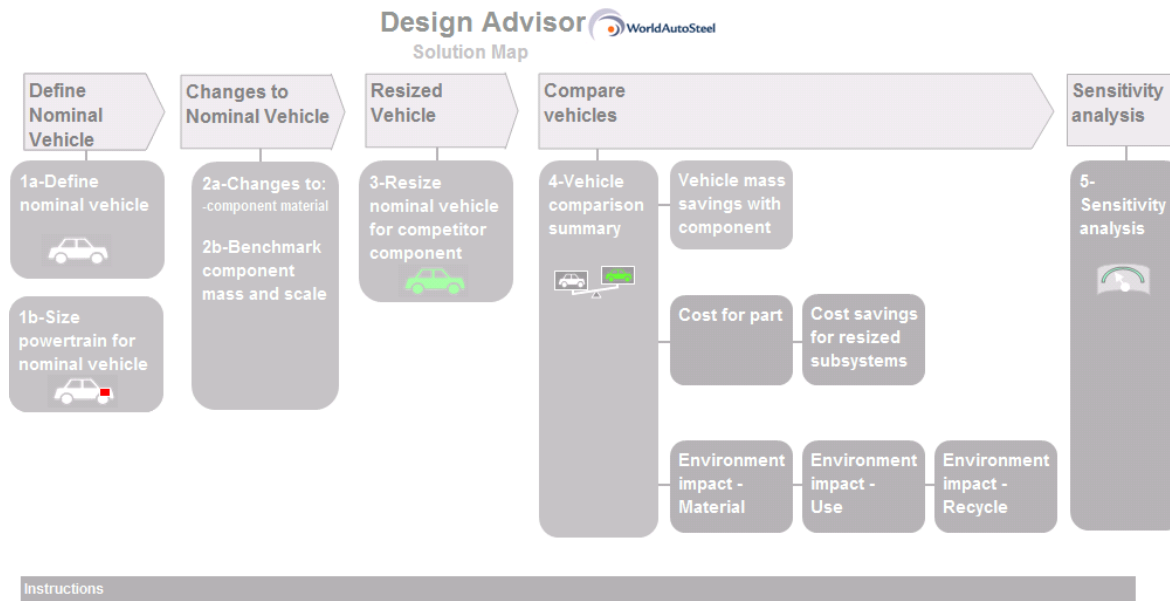 Design Advisor
WorldAutoSteel
Solution Map
Define
Nominal
Vehicle
Changes to
Nominal Vehicle
Resized
Vehicle
Compare
vehicles
Sensitivity
analysis
1a-Define
nominal vehicle
1b-Size
powertrain for
nominal vehicle
2a-Changes to:
-component material
2b-Benchmark
component
mass and scale
3-Resize
nominal vehicle
for competitor
component
4-Vehicle
comparison
summary
Vehicle mass
savings with
component
Cost for part
Cost savings
for resized
subsystems
Environment
impact -
Material
Environment
impact -
Use
Environment
impact -
Recycle
5-
Sensitivity
analysis
Instructions